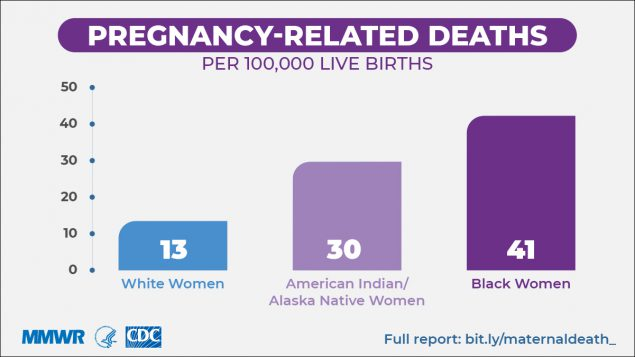 PREGNANCY-RELATED DEATHS
PER 100,000 LIVE BIRTHS
50
40
30
20
10
0
13
30
41
White Women
American Indian/
Alaska Native Women
Black Women
MMWR
CDC
Full report: bit.ly/maternaldeath_